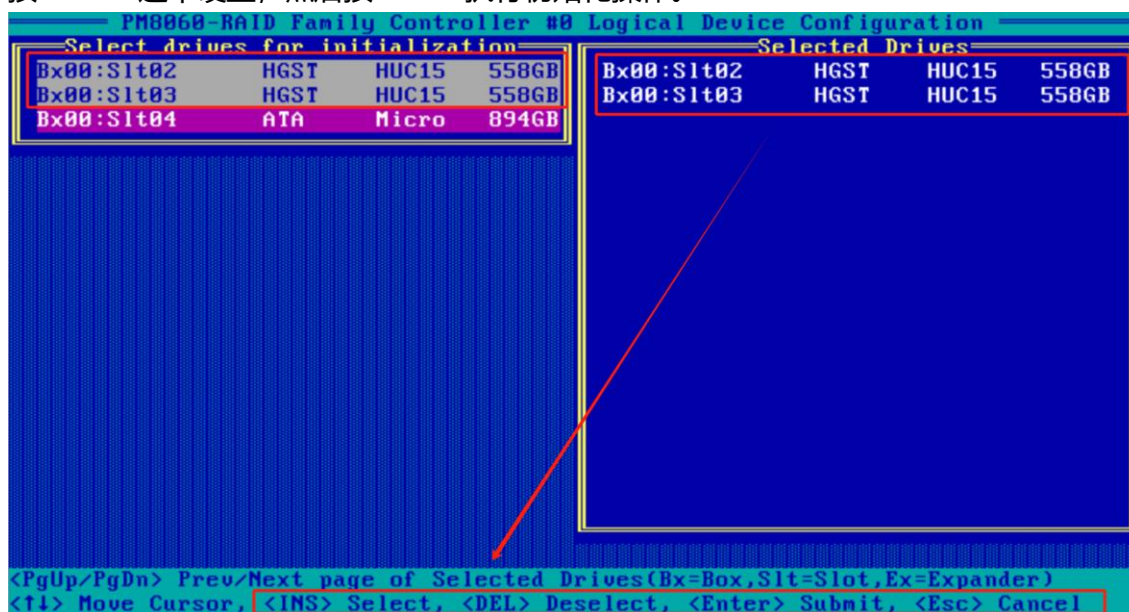 PM8060-RAID Family Controller #0 Logical Device Configuration
Select drives for initialization
Bx00:Slt02 HGST HUC15 558GB
Bx00:Slt03 HGST HUC15 558GB
Bx00:Slt04 ATA Micro 894GB
Selected Drives
Bx00:Slt02 HGST HUC15 558GB
Bx00:Slt03 HGST HUC15 558GB
<PgUp/PgDn> Prev/Next page of Selected Drives(Bx=Box,Slt=Slot,Ex=Expander)
<↑↓> Move Cursor, <INS> Select, <DEL> Deselect, <Enter> Submit, <Esc> Cancel